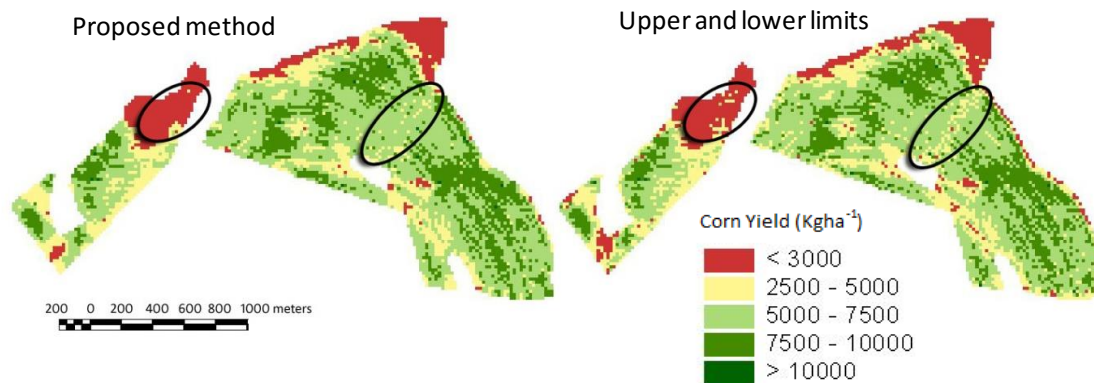 Proposed method
Upper and lower limits
Corn Yield (Kgha⁻¹)
< 3000
2500 - 5000
5000 - 7500
7500 - 10000
> 10000
200 0 200 400 600 800 1000 meters